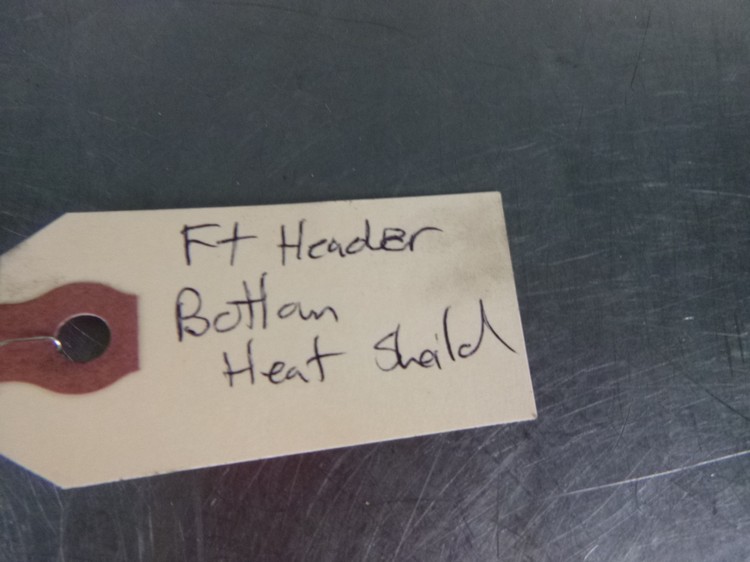 Ft Header
Bottom
Heat Sheild